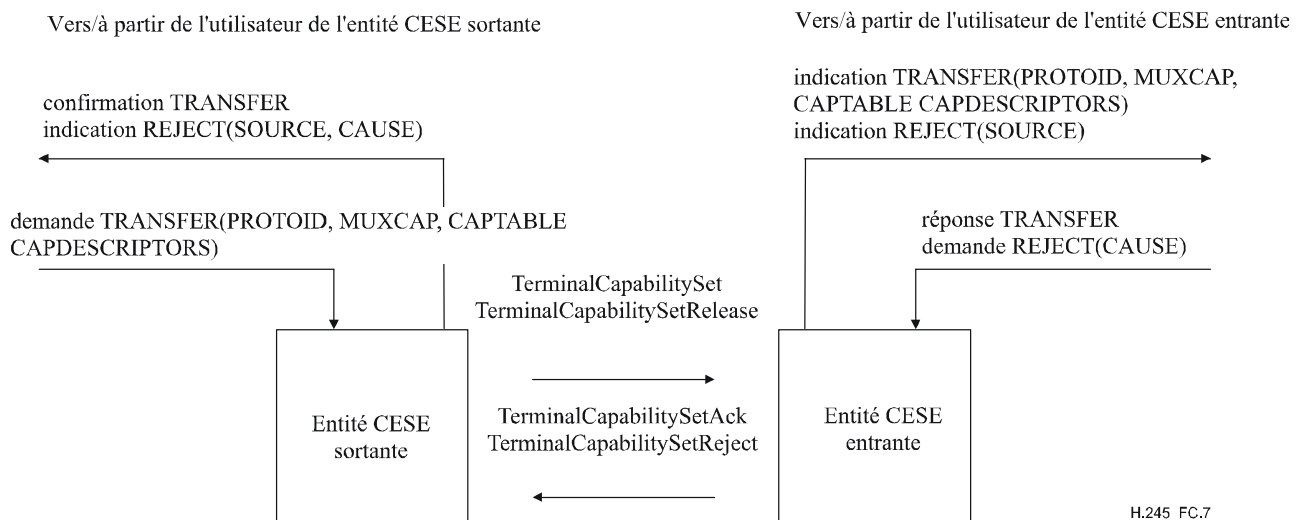 Vers/à partir de l'utilisateur de l'entité CESE sortante
Vers/à partir de l'utilisateur de l'entité CESE entrante
confirmation TRANSFER
indication REJECT(SOURCE, CAUSE)
indication TRANSFER(PROTOID, MUXCAP,
CAPTABLE CAPDESCRIPTORS)
indication REJECT(SOURCE)
demande TRANSFER(PROTOID, MUXCAP, CAPTABLE
CAPDESCRIPTORS)
réponse TRANSFER
demande REJECT(CAUSE)
TerminalCapabilitySet
TerminalCapabilitySetRelease
Entité CESE
sortante
TerminalCapabilitySetAck
TerminalCapabilitySetReject
Entité CESE
entrante
H.245_FC.7